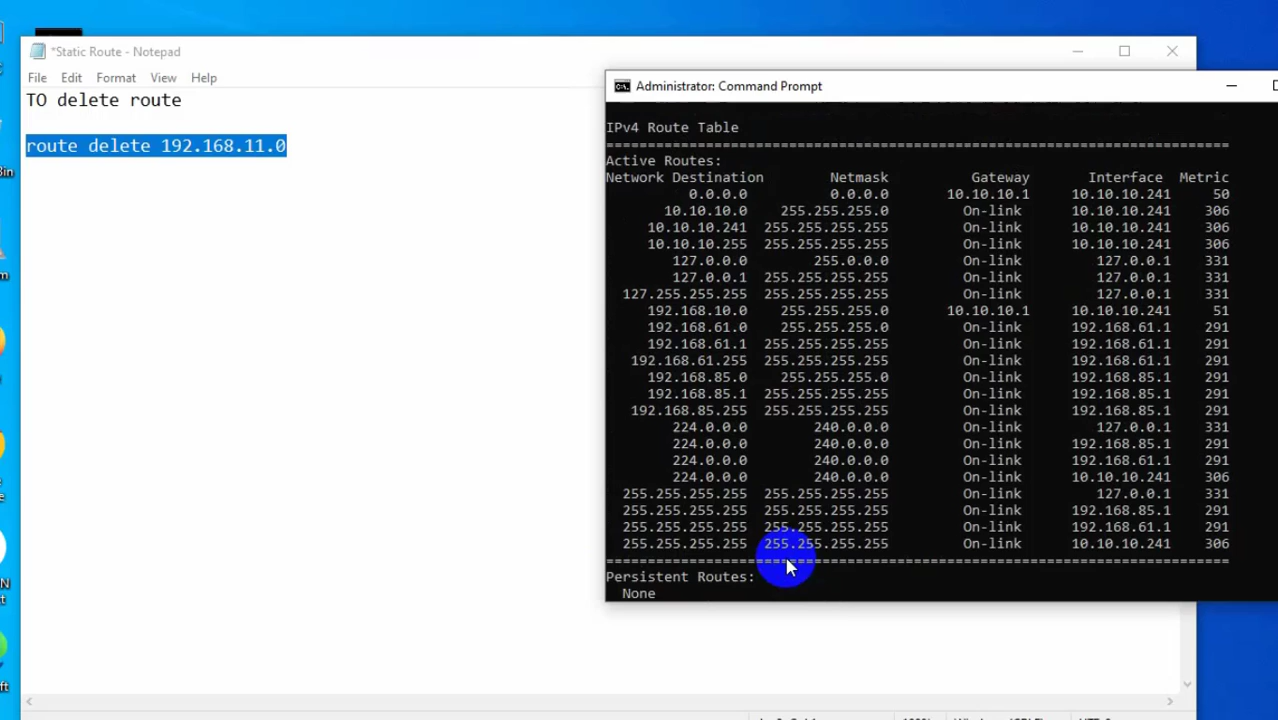 *Static Route - Notepad
File Edit Format View Help
TO delete route
route delete 192.168.11.0
Administrator: Command Prompt
IPv4 Route Table
===========================================================================
Active Routes:
Network Destination        Netmask          Gateway       Interface  Metric
0.0.0.0          0.0.0.0       10.10.10.1     10.10.10.241     50
10.10.10.0    255.255.255.0         On-link      10.10.10.241    306
10.10.10.241  255.255.255.255         On-link      10.10.10.241    306
10.10.10.255  255.255.255.255         On-link      10.10.10.241    306
127.0.0.0        255.0.0.0         On-link         127.0.0.1    331
127.0.0.1  255.255.255.255         On-link         127.0.0.1    331
127.255.255.255  255.255.255.255         On-link         127.0.0.1    331
192.168.10.0    255.255.255.0       10.10.10.1     10.10.10.241     51
192.168.61.0    255.255.255.0         On-link      192.168.61.1    291
192.168.61.1  255.255.255.255         On-link      192.168.61.1    291
192.168.61.255  255.255.255.255         On-link      192.168.61.1    291
192.168.85.0    255.255.255.0         On-link      192.168.85.1    291
192.168.85.1  255.255.255.255         On-link      192.168.85.1    291
192.168.85.255  255.255.255.255         On-link      192.168.85.1    291
224.0.0.0        240.0.0.0         On-link         127.0.0.1    331
224.0.0.0        240.0.0.0         On-link      192.168.85.1    291
224.0.0.0        240.0.0.0         On-link      192.168.61.1    291
224.0.0.0        240.0.0.0         On-link      10.10.10.241    306
255.255.255.255  255.255.255.255         On-link         127.0.0.1    331
255.255.255.255  255.255.255.255         On-link      192.168.85.1    291
255.255.255.255  255.255.255.255         On-link      192.168.61.1    291
255.255.255.255  255.255.255.255         On-link      10.10.10.241    306
===========================================================================
Persistent Routes:
None